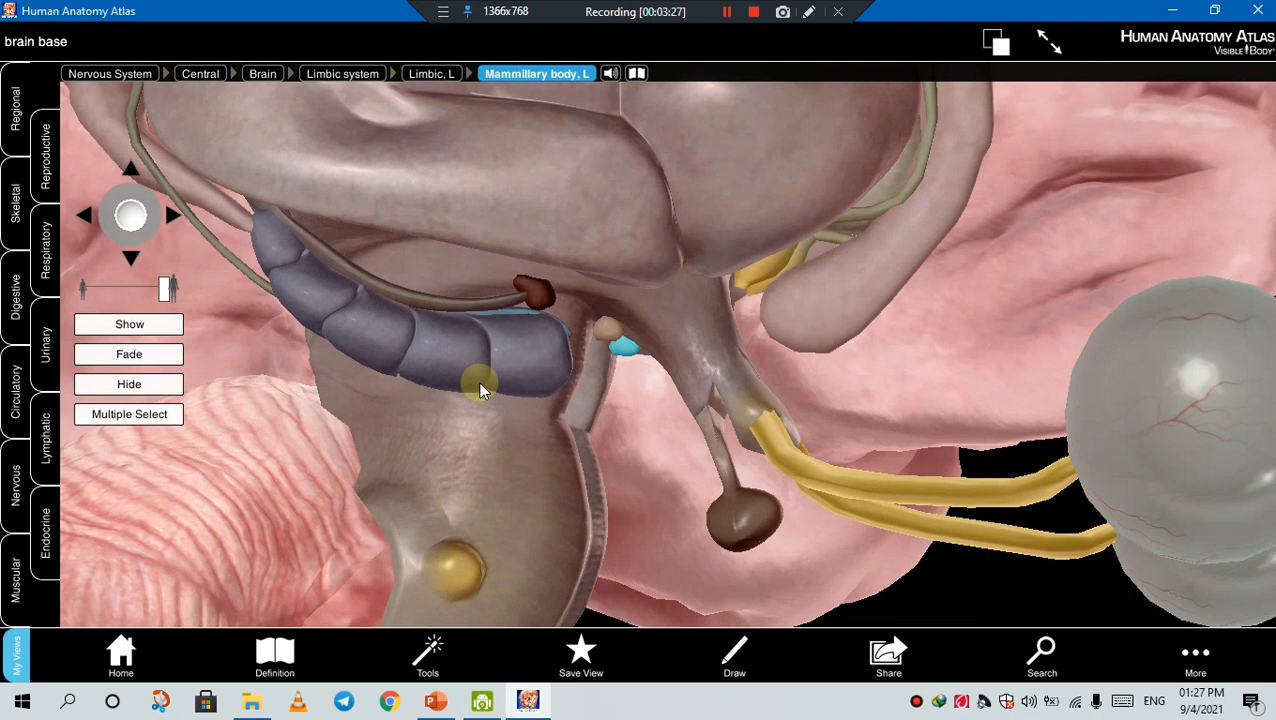 Human Anatomy Atlas
1366x768
Recording [00:03:27]
brain base
HUMAN ANATOMY ATLAS
VISIBLE BODY
Nervous System
Central
Brain
Limbic system
Limbic, L
Mammillary body, L
Regional
Skeletal
Digestive
Circulatory
Nervous
Muscular
My Views
Reproductive
Respiratory
Urinary
Lymphatic
Endocrine
Show
Fade
Hide
Multiple Select
Home
Definition
Tools
Save View
Draw
Share
Search
More
ENG
01:27 PM
9/4/2021